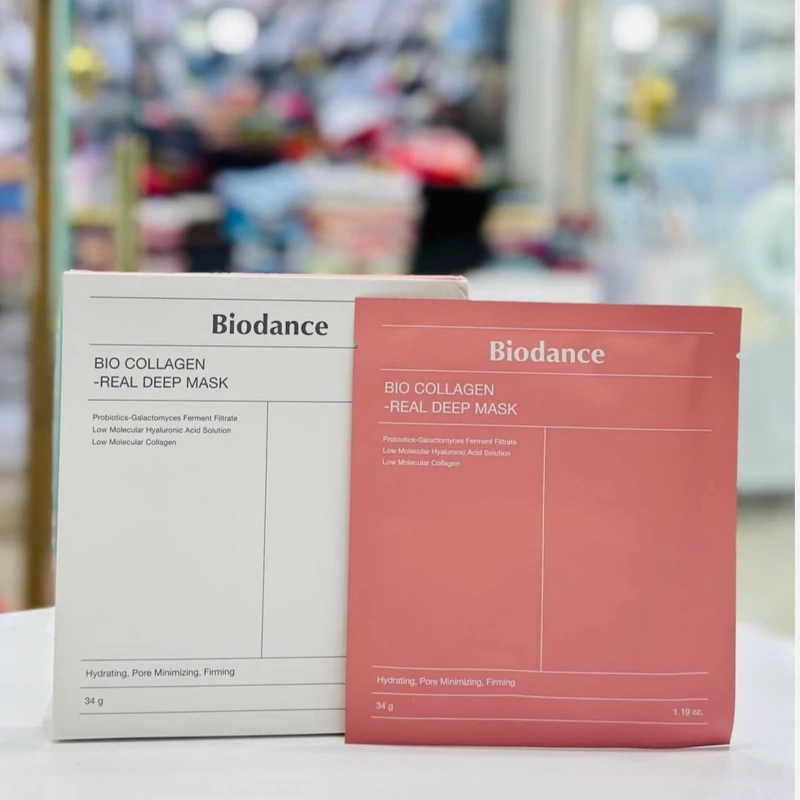 Biodance
BIO COLLAGEN
-REAL DEEP MASK
Probiotics-Galactomyces Ferment Filtrate
Low Molecular Hyaluronic Acid Solution
Low Molecular Collagen
Hydrating, Pore Minimizing, Firming
34 g
Biodance
BIO COLLAGEN
-REAL DEEP MASK
Probiotics-Galactomyces Ferment Filtrate
Low Molecular Hyaluronic Acid Solution
Low Molecular Collagen
Hydrating, Pore Minimizing, Firming
34 g 1.19 oz.